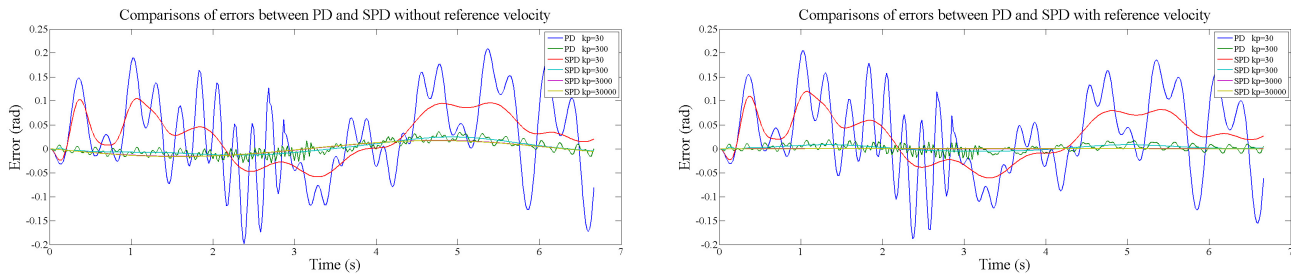 Comparisons of errors between PD and SPD without reference velocity
0.25
0.2
0.15
0.1
0.05
0
-0.05
-0.1
-0.15
-0.2
Error (rad)
0
1
2
3
4
5
6
7
Time (s)
PD kp=30
PD kp=300
SPD kp=30
SPD kp=300
SPD kp=3000
SPD kp=30000
Comparisons of errors between PD and SPD with reference velocity
0.25
0.2
0.15
0.1
0.05
0
-0.05
-0.1
-0.15
-0.2
Error (rad)
0
1
2
3
4
5
6
7
Time (s)
PD kp=30
PD kp=300
SPD kp=30
SPD kp=300
SPD kp=3000
SPD kp=30000